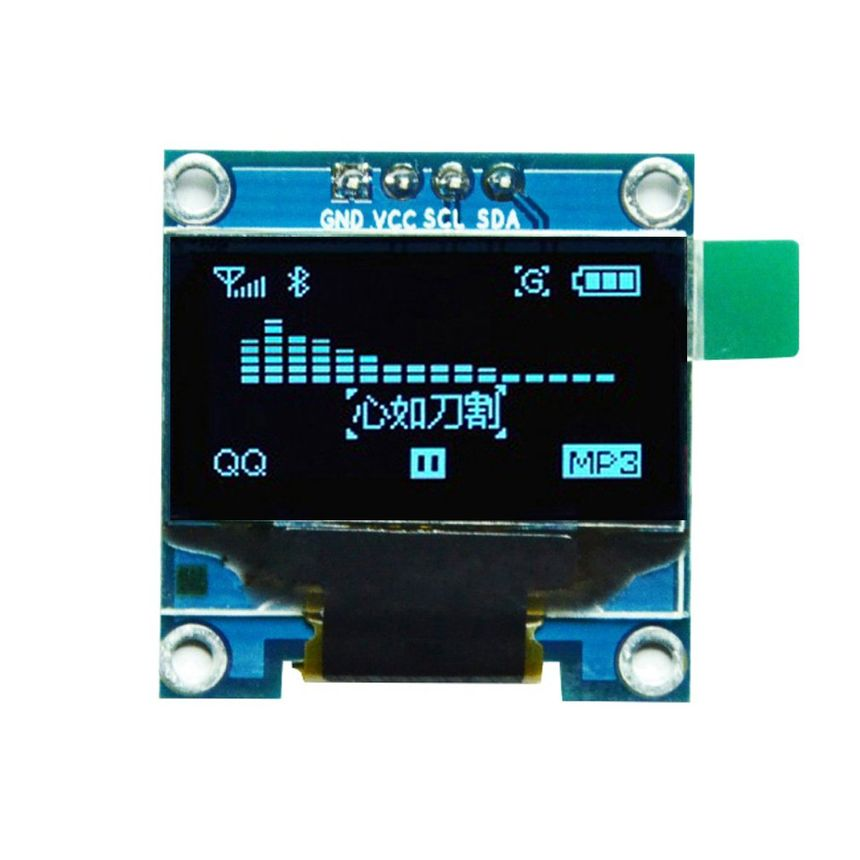 GND VCC SCL SDA
G
心如刀割
QQ MP3